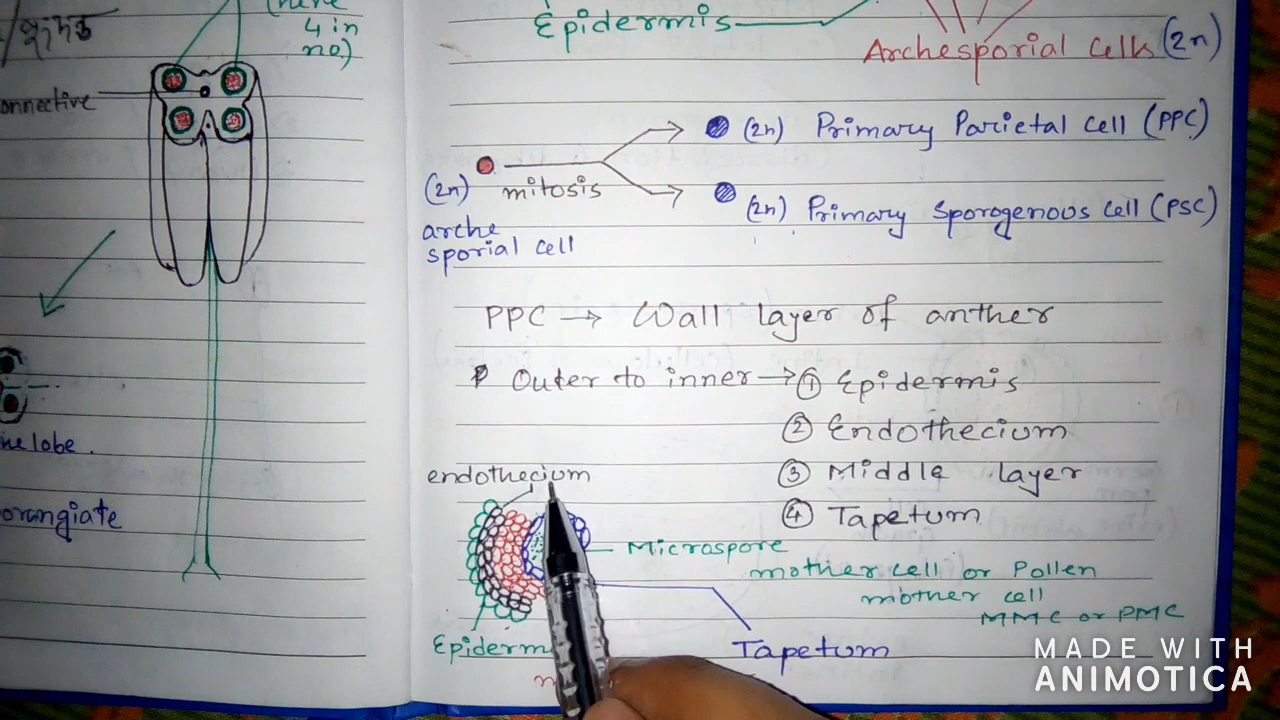 4 in
no)
onnective
he lobe.
orangiate
Epidermis
Archesporial Cells (2n)
(2n) Primary Parietal Cell (PPC)
mitosis
(2n)
arche
sporial cell
(2n) Primary Sporogenous Cell (PSC)
PPC → Wall layer of anther
Outer to inner → ① Epidermis
② Endothecium
③ Middle layer
④ Tapetum
endothecium
Microspore
mother cell or Pollen
mother cell
MMC or PMC
Epiderm
Tapetum
MADE WITH
ANIMOTICA